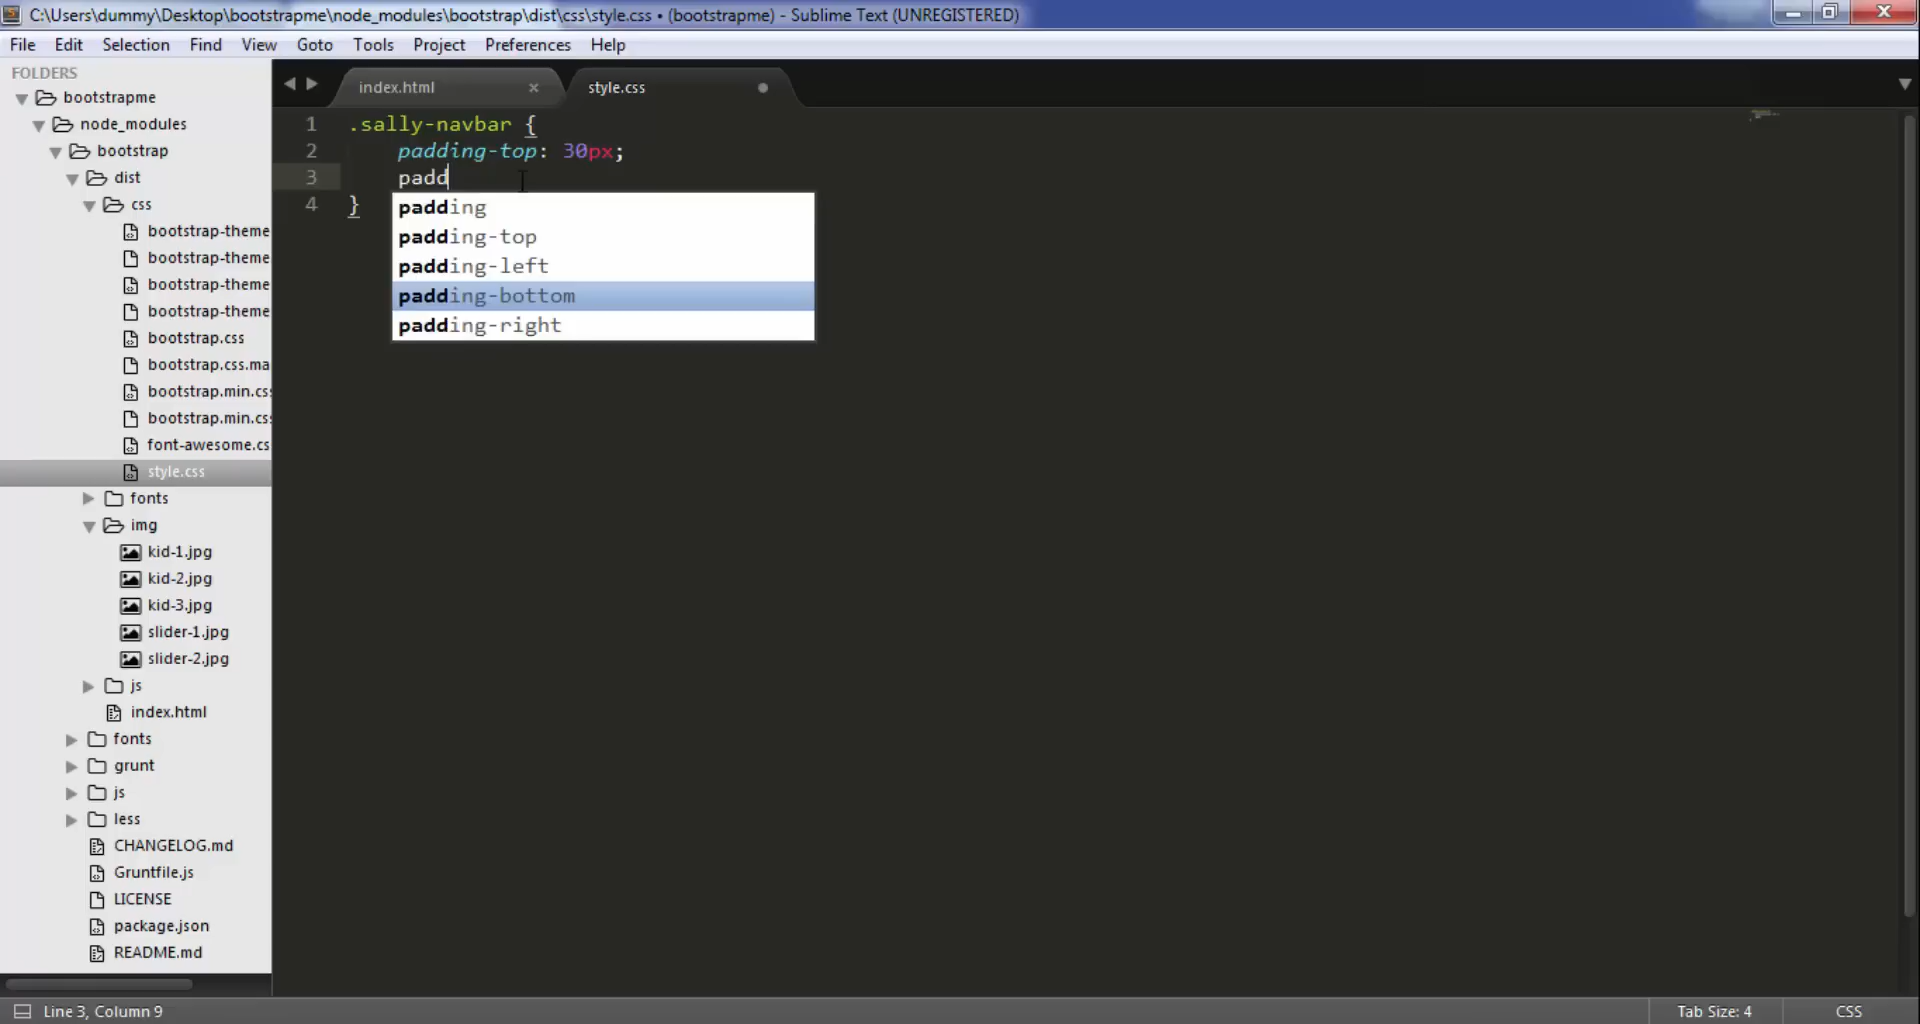 C:\Users\dummy\Desktop\bootstrapme\node_modules\bootstrap\dist\css\style.css • (bootstrapme) - Sublime Text (UNREGISTERED)
File Edit Selection Find View Goto Tools Project Preferences Help
FOLDERS
bootstrapme
node_modules
bootstrap
dist
css
bootstrap-theme
bootstrap-theme
bootstrap-theme
bootstrap-theme
bootstrap.css
bootstrap.css.ma
bootstrap.min.cs
bootstrap.min.cs
font-awesome.cs
style.css
fonts
img
kid-1.jpg
kid-2.jpg
kid-3.jpg
slider-1.jpg
slider-2.jpg
js
index.html
fonts
grunt
js
less
CHANGELOG.md
Gruntfile.js
LICENSE
package.json
README.md
index.html × style.css
1 .sally-navbar {
2 padding-top: 30px;
3 padd
4 }
padding
padding-top
padding-left
padding-bottom
padding-right
Line 3, Column 9 Tab Size: 4 CSS